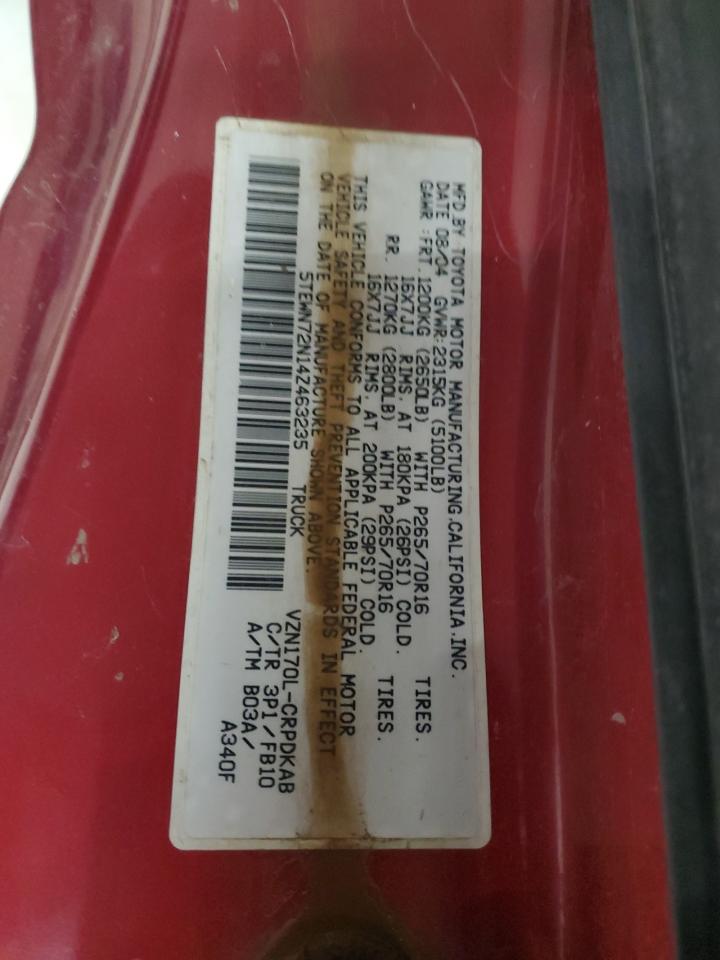 MFD.BY TOYOTA MOTOR MANUFACTURING.CALIFORNIA.INC.
DATE 08/04 GVWR:2315KG (5100LB)
GAWR :FRT.1200KG (2650LB) WITH P265/70R16 TIRES.
16X7JJ RIMS. AT 180KPA (26PSI) COLD.
RR. 1270KG (2800LB) WITH P265/70R16 TIRES.
16X7JJ RIMS. AT 200KPA (29PSI) COLD.
THIS VEHICLE CONFORMS TO ALL APPLICABLE FEDERAL MOTOR
VEHICLE SAFETY AND THEFT PREVENTION STANDARDS IN EFFECT
ON THE DATE OF MANUFACTURE SHOWN ABOVE.
5TEWN72N14Z463235 TRUCK
VZN170L-CRPDKAB
C/TR 3P1/FB10
A/TM B03A/
A340F